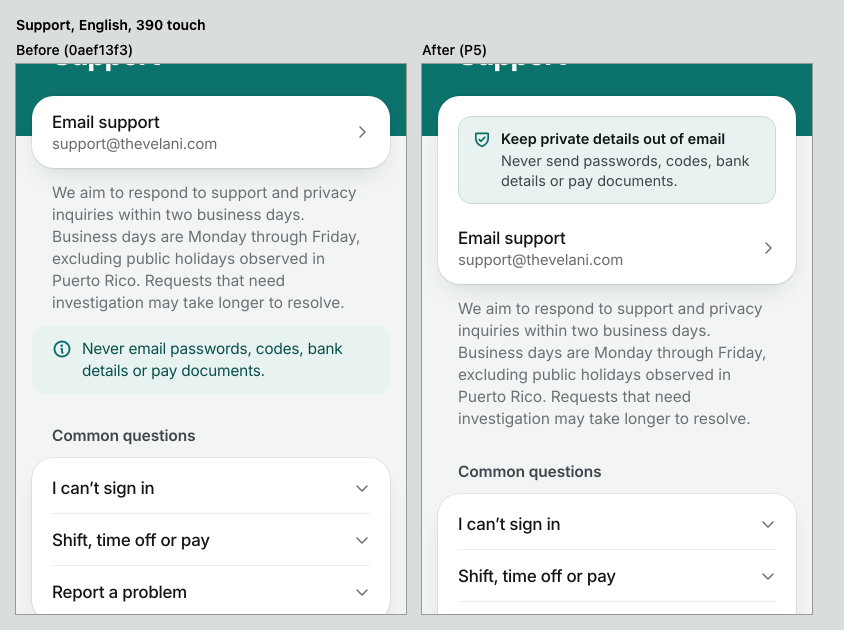 Support, English, 390 touch
Before (0aef13f3)
Support
Email support
support@thevelani.com
We aim to respond to support and privacy
inquiries within two business days.
Business days are Monday through Friday,
excluding public holidays observed in
Puerto Rico. Requests that need
investigation may take longer to resolve.
Never email passwords, codes, bank
details or pay documents.
Common questions
I can’t sign in
Shift, time off or pay
Report a problem
After (P5)
Support
Keep private details out of email
Never send passwords, codes, bank
details or pay documents.
Email support
support@thevelani.com
We aim to respond to support and privacy
inquiries within two business days.
Business days are Monday through Friday,
excluding public holidays observed in
Puerto Rico. Requests that need
investigation may take longer to resolve.
Common questions
I can’t sign in
Shift, time off or pay